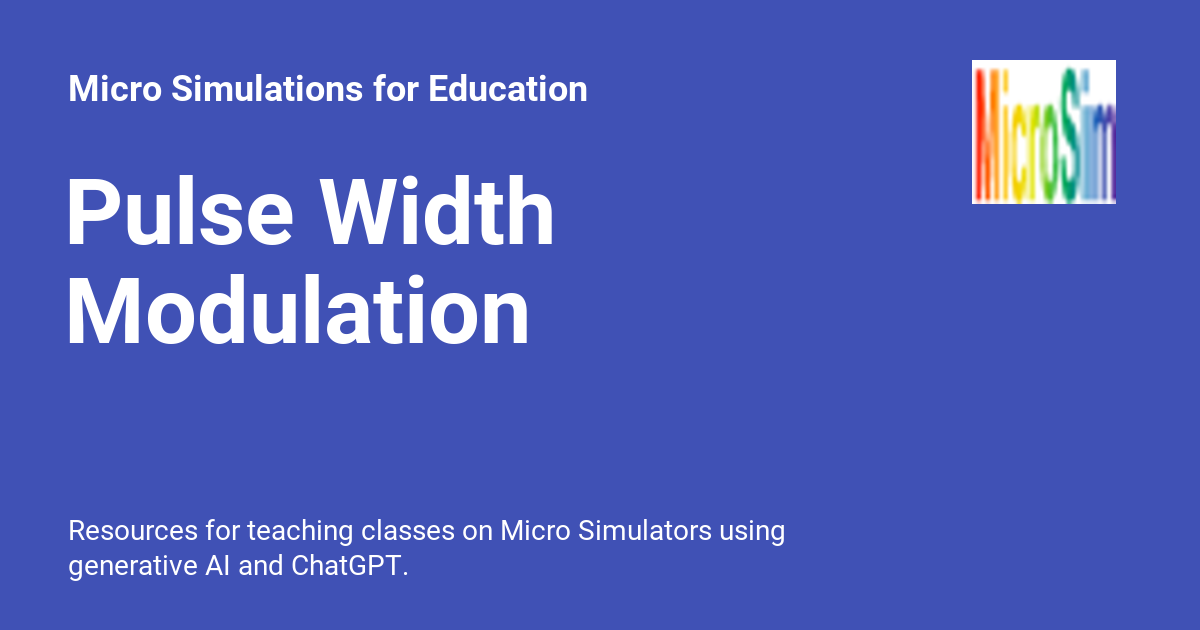 Micro Simulations for Education
MicroSim
Pulse Width
Modulation
Resources for teaching classes on Micro Simulators using
generative AI and ChatGPT.